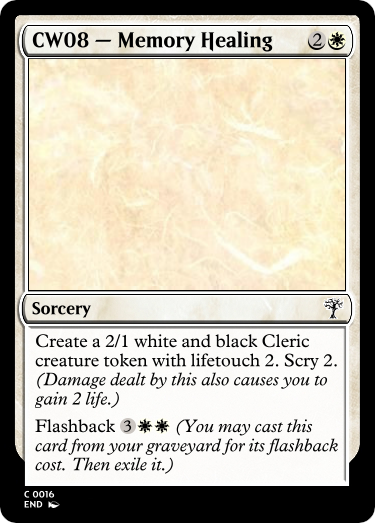 CW08 — Memory Healing 2
Sorcery
Create a 2/1 white and black Cleric
creature token with lifetouch 2. Scry 2.
(Damage dealt by this also causes you to
gain 2 life.)
Flashback 3 (You may cast this
card from your graveyard for its flashback
cost. Then exile it.)
C 0016
END